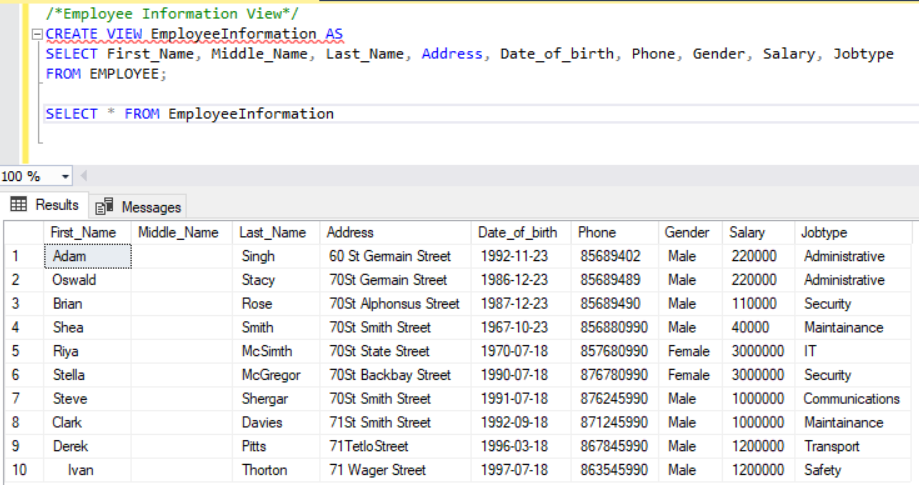 /*Employee Information View*/
CREATE VIEW EmployeeInformation AS
SELECT First_Name, Middle_Name, Last_Name, Address, Date_of_birth, Phone, Gender, Salary, Jobtype
FROM EMPLOYEE;
SELECT * FROM EmployeeInformation
100 %
Results Messages
First_Name Middle_Name Last_Name Address Date_of_birth Phone Gender Salary Jobtype
1 Adam Singh 60 St Germain Street 1992-11-23 85689402 Male 220000 Administrative
2 Oswald Stacy 70St Germain Street 1986-12-23 85689489 Male 220000 Administrative
3 Brian Rose 70St Alphonsus Street 1987-12-23 85689490 Male 110000 Security
4 Shea Smith 70St Smith Street 1967-10-23 856880990 Male 40000 Maintainance
5 Riya McSimth 70St State Street 1970-07-18 857680990 Female 3000000 IT
6 Stella McGregor 70St Backbay Street 1990-07-18 876780990 Female 3000000 Security
7 Steve Shergar 70St Smith Street 1991-07-18 876245990 Male 1000000 Communications
8 Clark Davies 71St Smith Street 1992-09-18 871245990 Male 1000000 Maintainance
9 Derek Pitts 71TetloStreet 1996-03-18 867845990 Male 1200000 Transport
10 Ivan Thorton 71 Wager Street 1997-07-18 863545990 Male 1200000 Safety